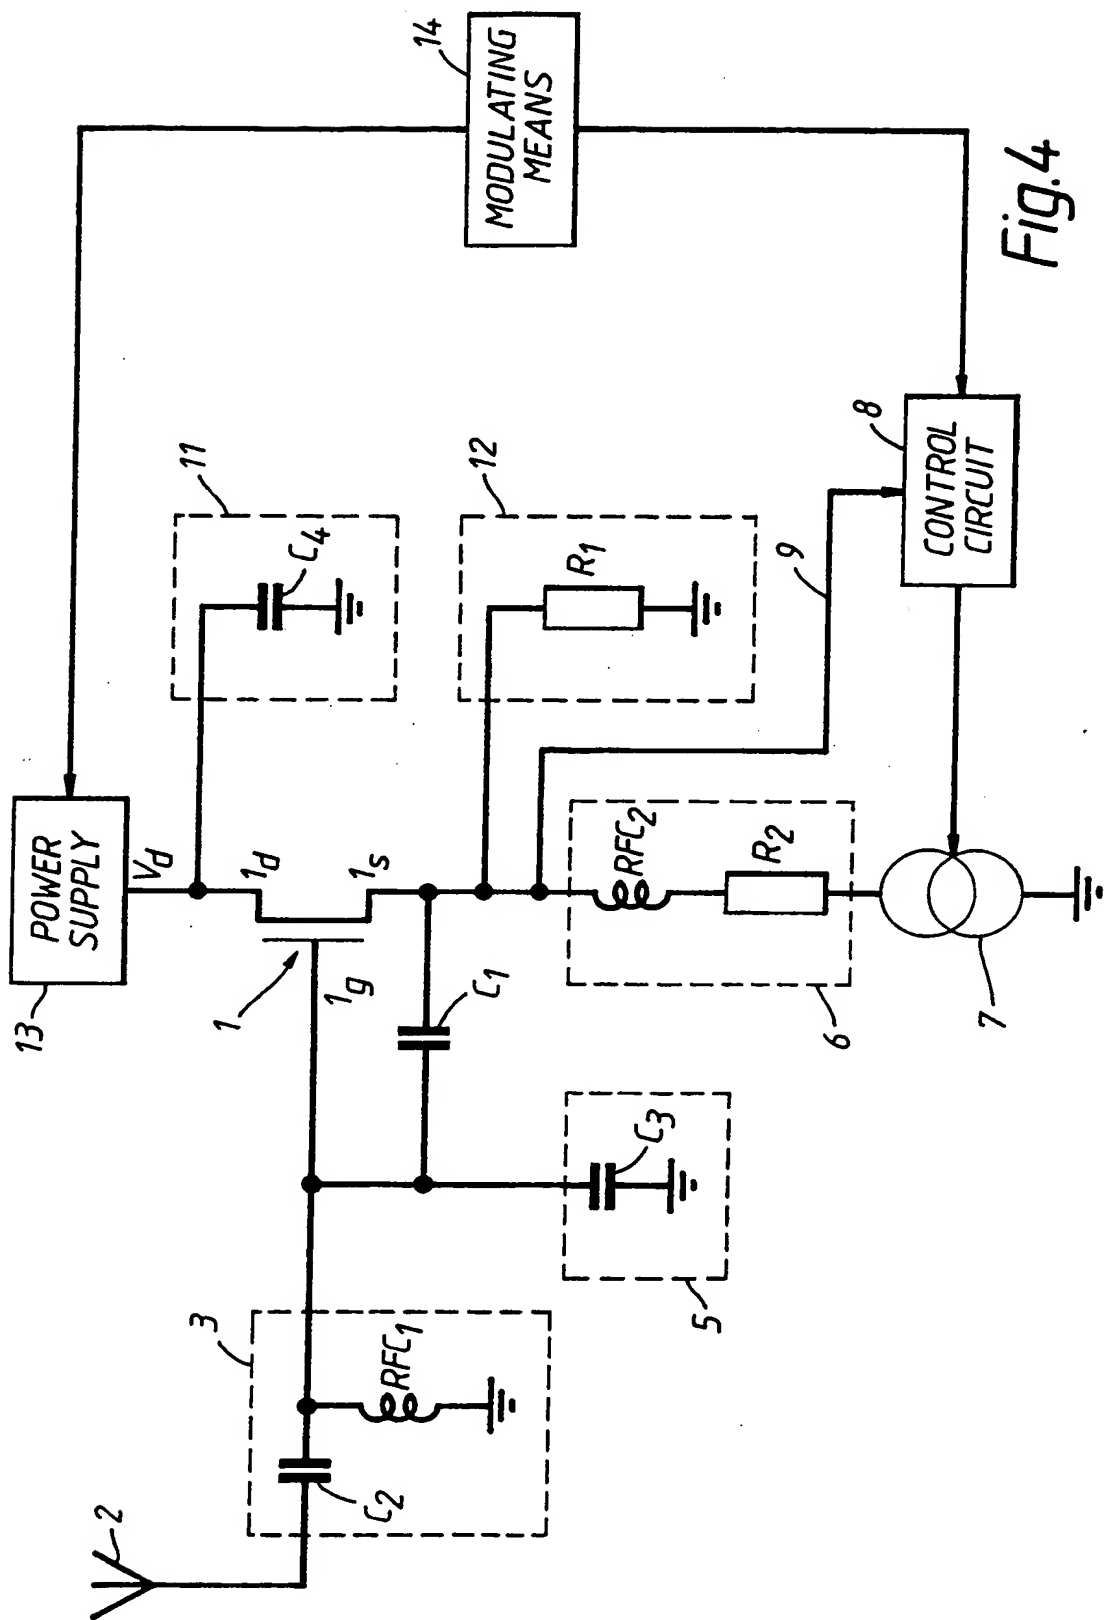 13
POWER
SUPPLY
Vd
11
C4
14
MODULATING
MEANS
1
1d
1g
1s
12
R1
2
3
C2
RFC1
C1
5
C3
6
RFC2
R2
9
8
CONTROL
CIRCUIT
7
Fig.4